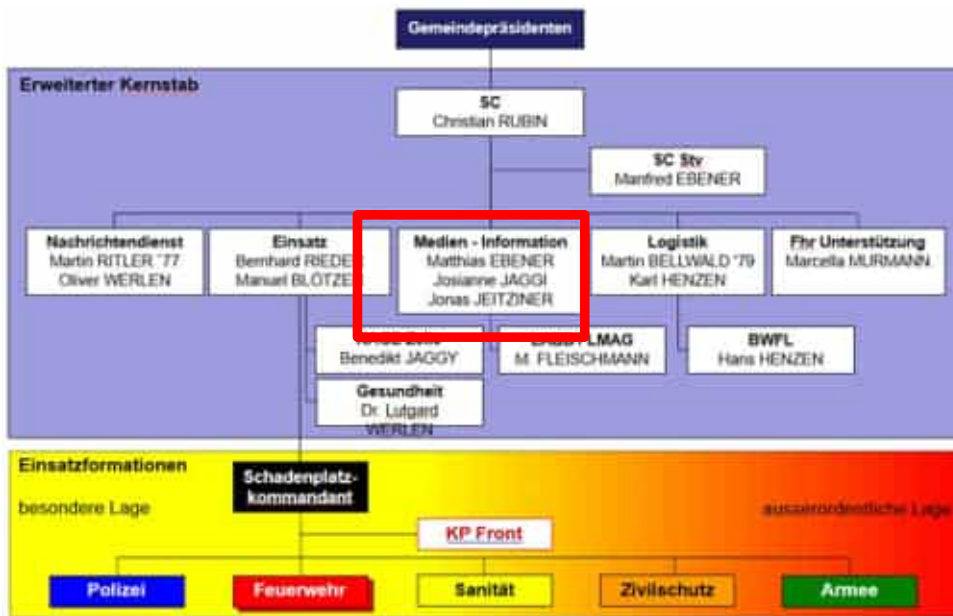 Gemeindepräsidenten
Erweiterter Kernstab
SC
Christian RUBIN
SC Stv
Manfred EBENER
Nachrichtendienst
Martin RITLER '77
Oliver WERLEN
Einsatz
Bernhard RIEDER
Manuel BLÖTZER
Medien - Information
Matthias EBENER
Josianne JAGGI
Jonas JEITZINER
Logistik
Martin BELLWALD '79
Karl HENZEN
Fhr Unterstützung
Marcella MURMANN
Benedikt JAGGY
M. FLEISCHMANN
BWFL
Hans HENZEN
Gesundheit
Dr. Lutgard
WERLEN
Einsatzformationen
besondere Lage
Schadenplatz-
kommandant
ausserordentliche Lage
KP Front
Polizei
Feuerwehr
Sanität
Zivilschutz
Armee